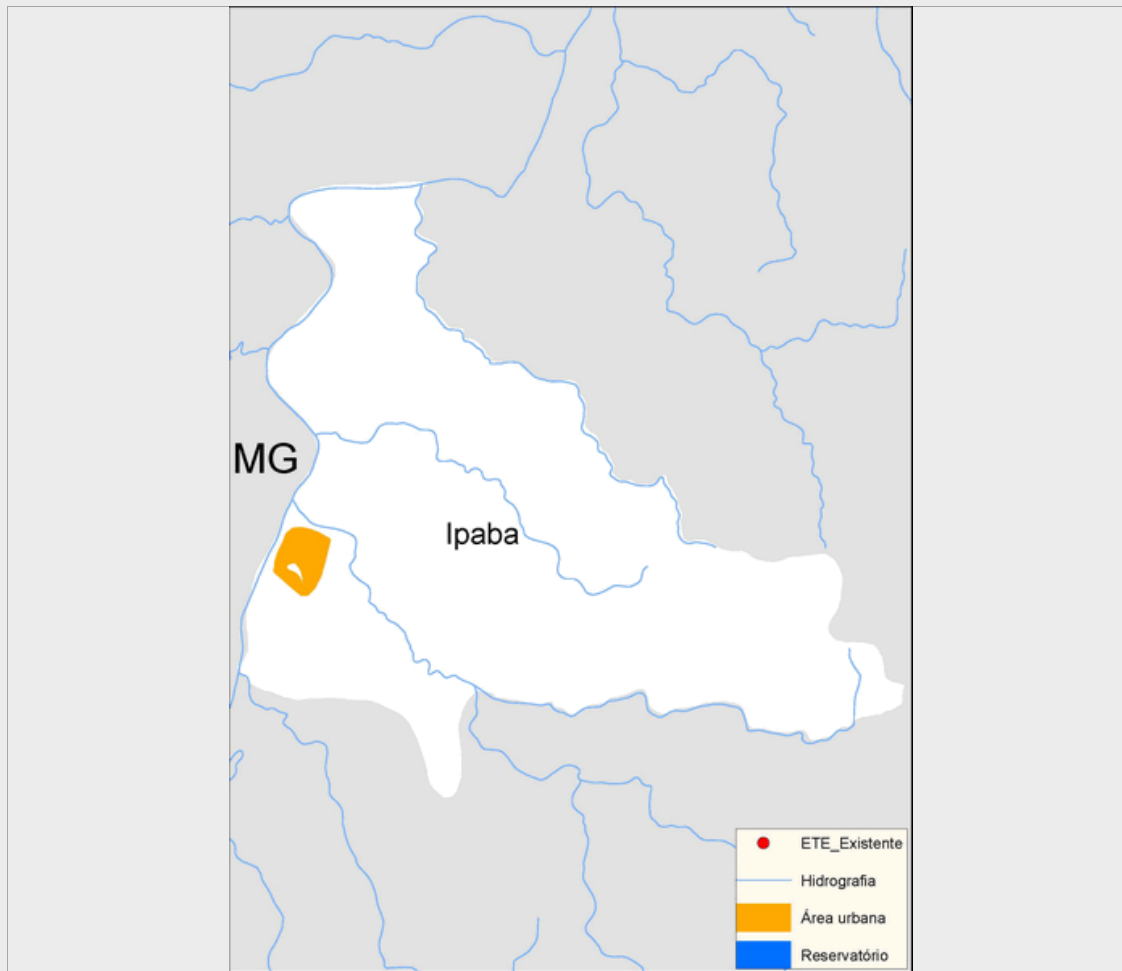 MG
Ipaba
ETE_Existente
Hidrografia
Área urbana
Reservatório